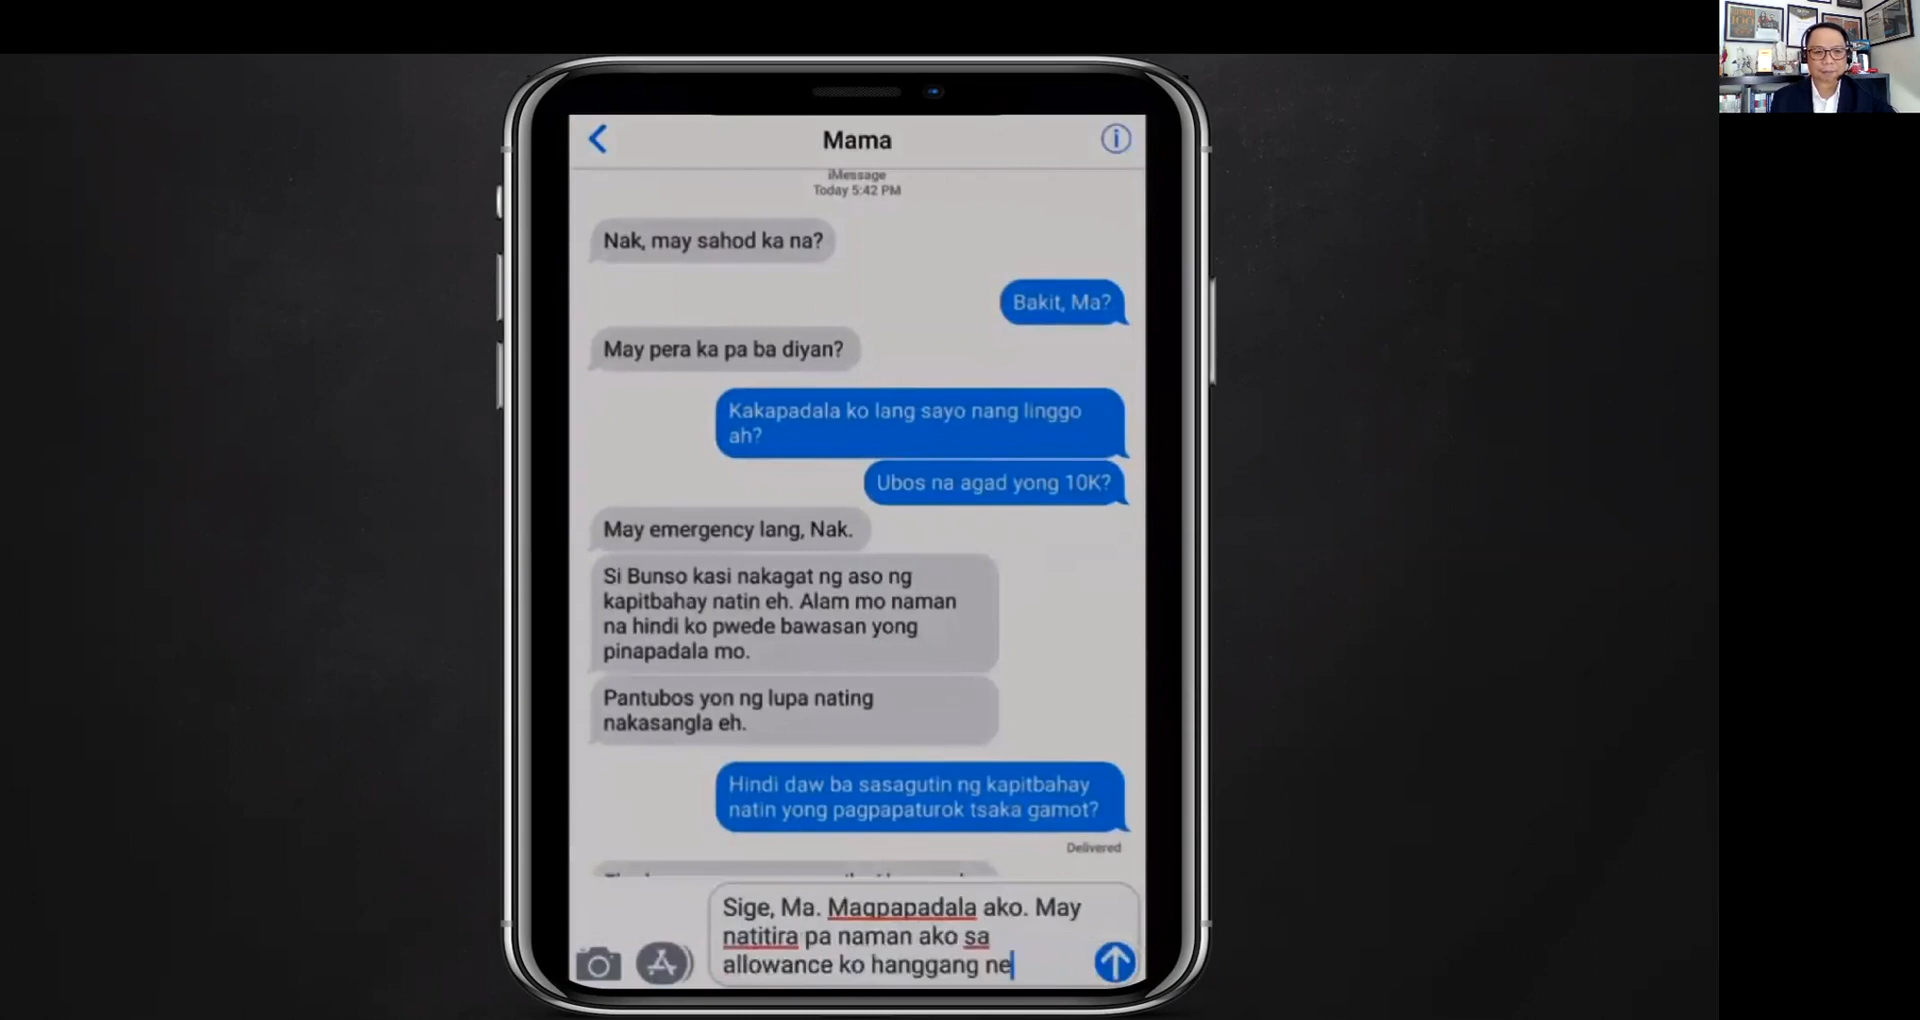 Mama
iMessage
Today 5:42 PM
Nak, may sahod ka na?
Bakit, Ma?
May pera ka pa ba diyan?
Kakapadala ko lang sayo nang linggo
ah?
Ubos na agad yong 10K?
May emergency lang, Nak.
Si Bunso kasi nakagat ng aso ng
kapitbahay natin eh. Alam mo naman
na hindi ko pwede bawasan yong
pinapadala mo.
Pantubos yon ng lupa nating
nakasangla eh.
Hindi daw ba sasagutin ng kapitbahay
natin yong pagpapaturok tsaka gamot?
Delivered
Sige, Ma. Magpapadala ako. May
natitira pa naman ako sa
allowance ko hanggang ne